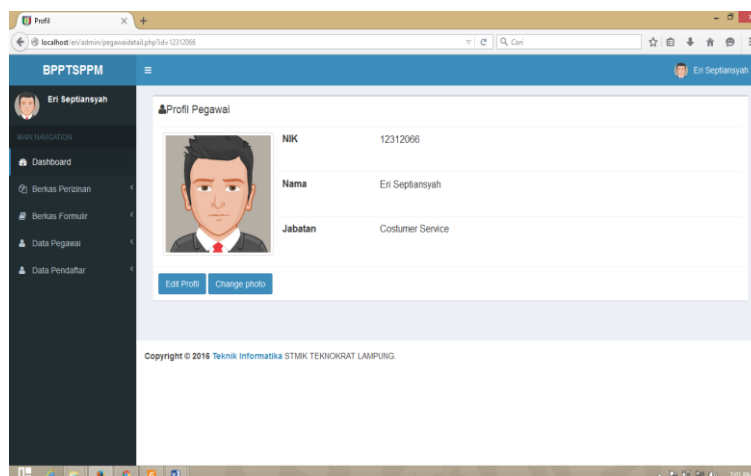 Profil
localhost/eri/admin/pegawaidetail.php?id=12312066
Cari
BPPTSPPM
Eri Septiansyah
Eri Septiansyah
MAIN NAVIGATION
Dashboard
Berkas Perizinan
Berkas Formulir
Data Pegawai
Data Pendaftar
Profil Pegawai
NIK 12312066
Nama Eri Septiansyah
Jabatan Costumer Service
Edit Profil Change photo
Copyright © 2016 Teknik Informatika STMIK TEKNOKRAT LAMPUNG.